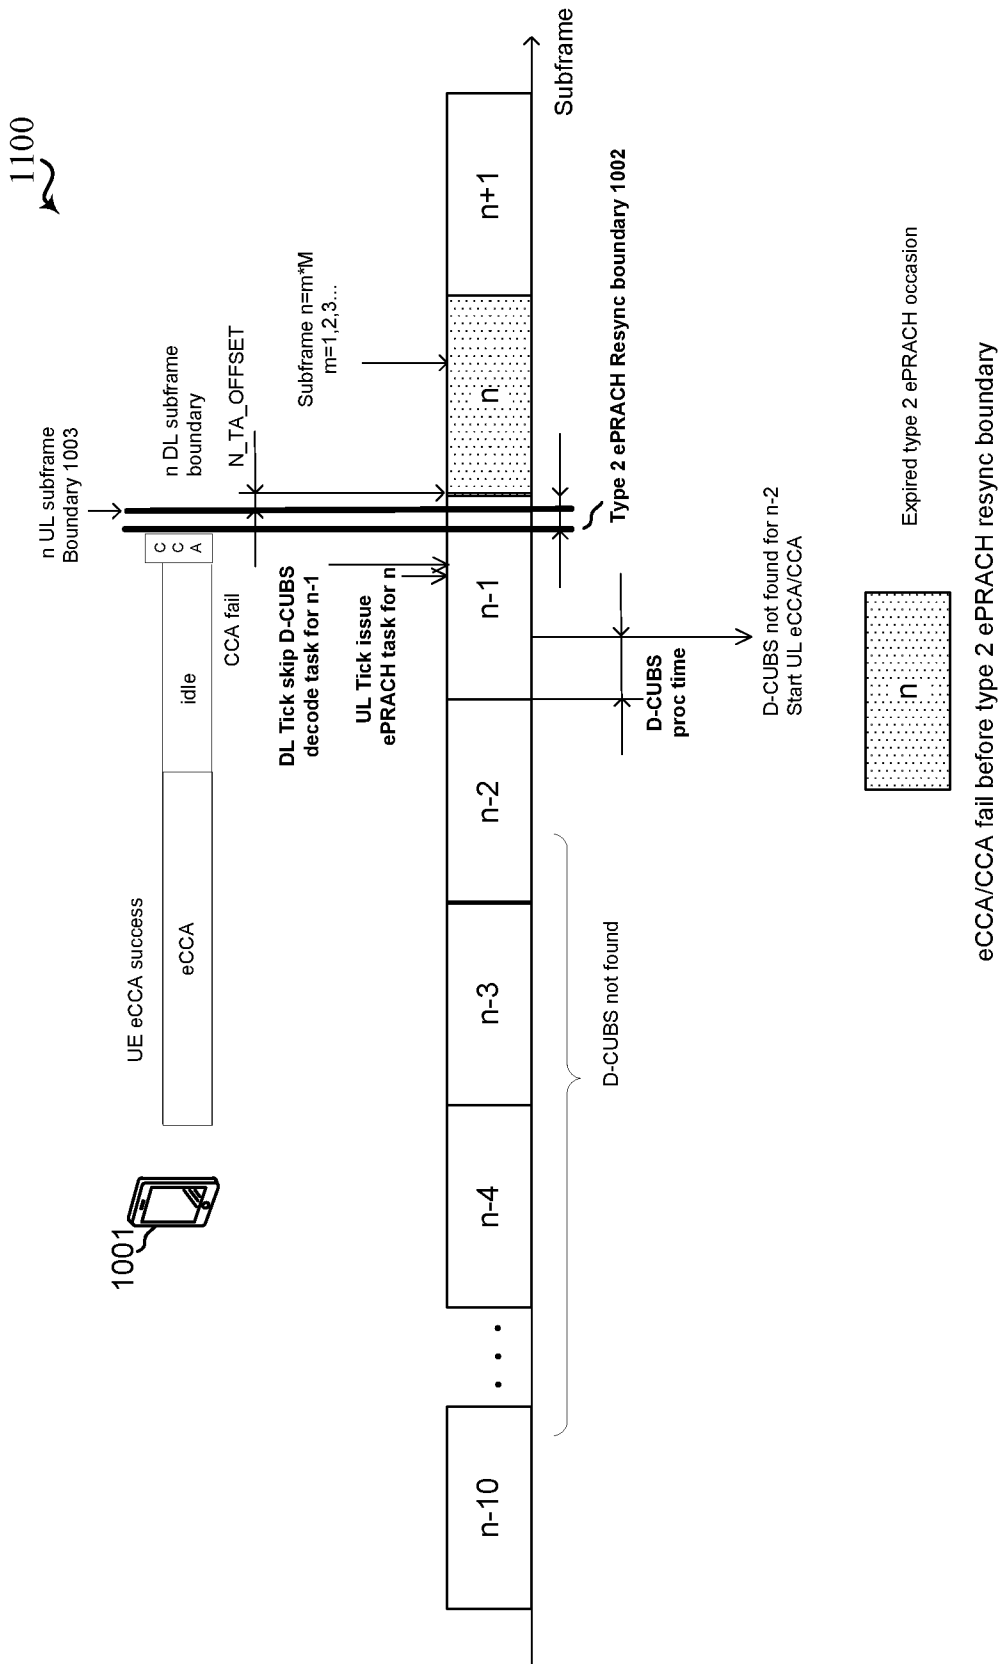 1100
n UL subframe
Boundary 1003
n DL subframe
boundary
N_TA_OFFSET
Subframe n=m*M
m=1,2,3...
1001
UE eCCA success
eCCA
idle
C
C
A
CCA fail
DL Tick skip D-CUBS
decode task for n-1
UL Tick issue
ePRACH task for n
n-10
. . .
n-4
n-3
n-2
n-1
n
n+1
Subframe
Type 2 ePRACH Resync boundary 1002
D-CUBS not found
D-CUBS
proc time
D-CUBS not found for n-2
Start UL eCCA/CCA
n
Expired type 2 ePRACH occasion
eCCA/CCA fail before type 2 ePRACH resync boundary